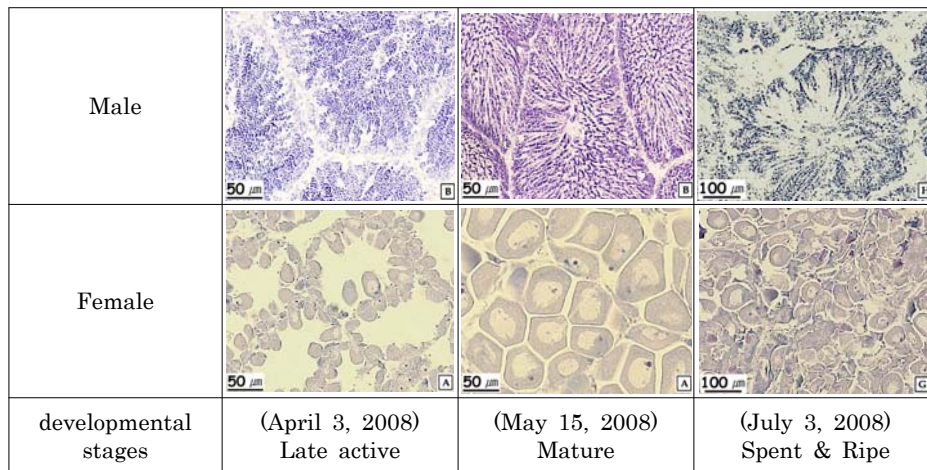 Male
50 ㎛
B
50 ㎛
B
100 ㎛
H
Female
50 ㎛
A
50 ㎛
A
100 ㎛
G
developmental
stages
(April 3, 2008)
Late active
(May 15, 2008)
Mature
(July 3, 2008)
Spent & Ripe